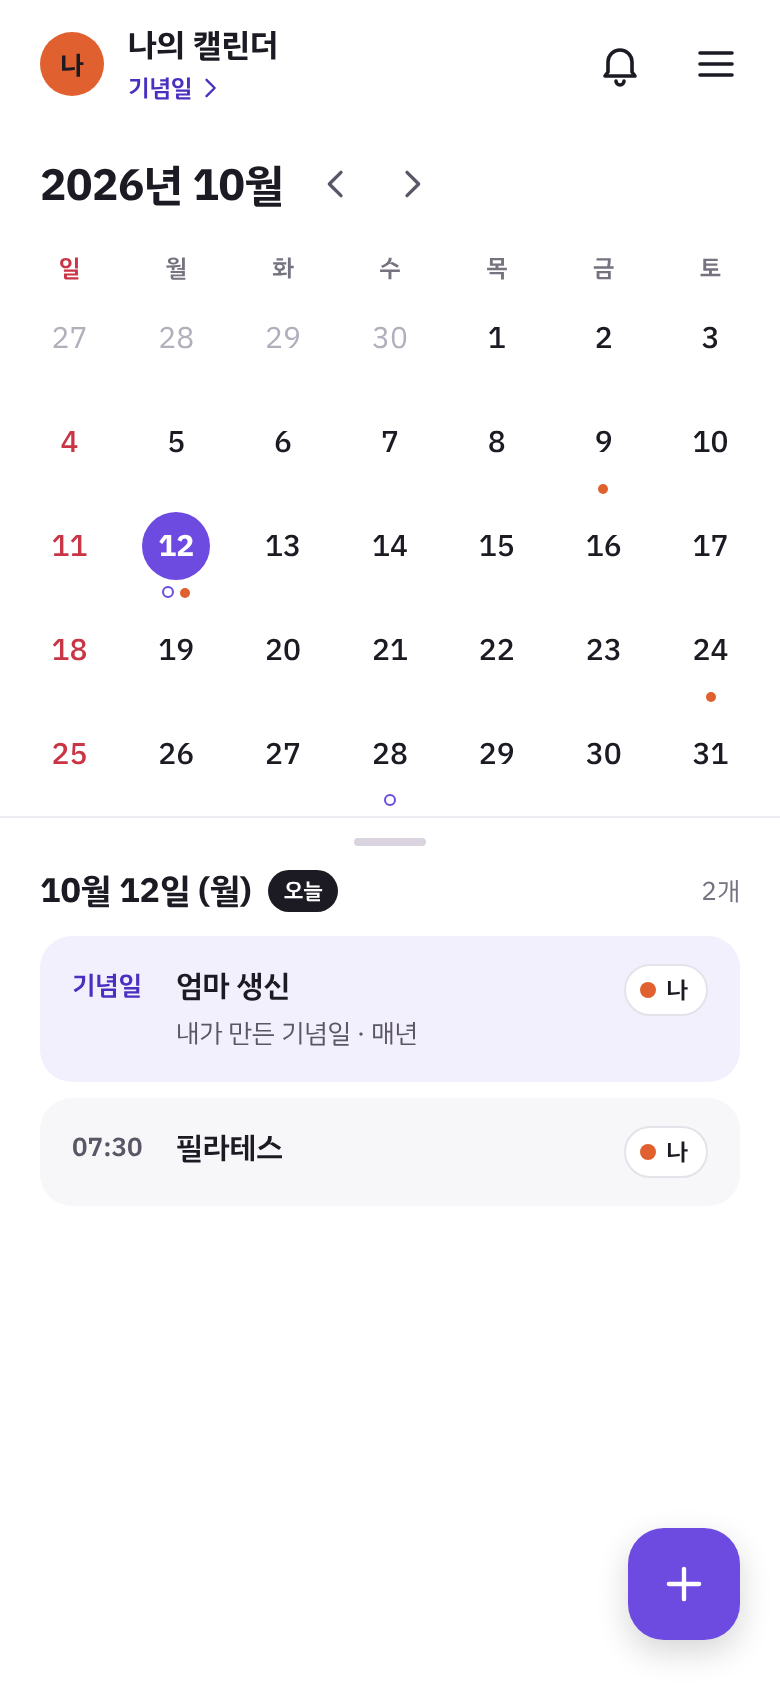 나
나의 캘린더
기념일
2026년 10월
일 월 화 수 목 금 토
27 28 29 30 1 2 3
4 5 6 7 8 9 10
11 12 13 14 15 16 17
18 19 20 21 22 23 24
25 26 27 28 29 30 31
10월 12일 (월) 오늘 2개
기념일 엄마 생신 나
내가 만든 기념일 · 매년
07:30 필라테스 나